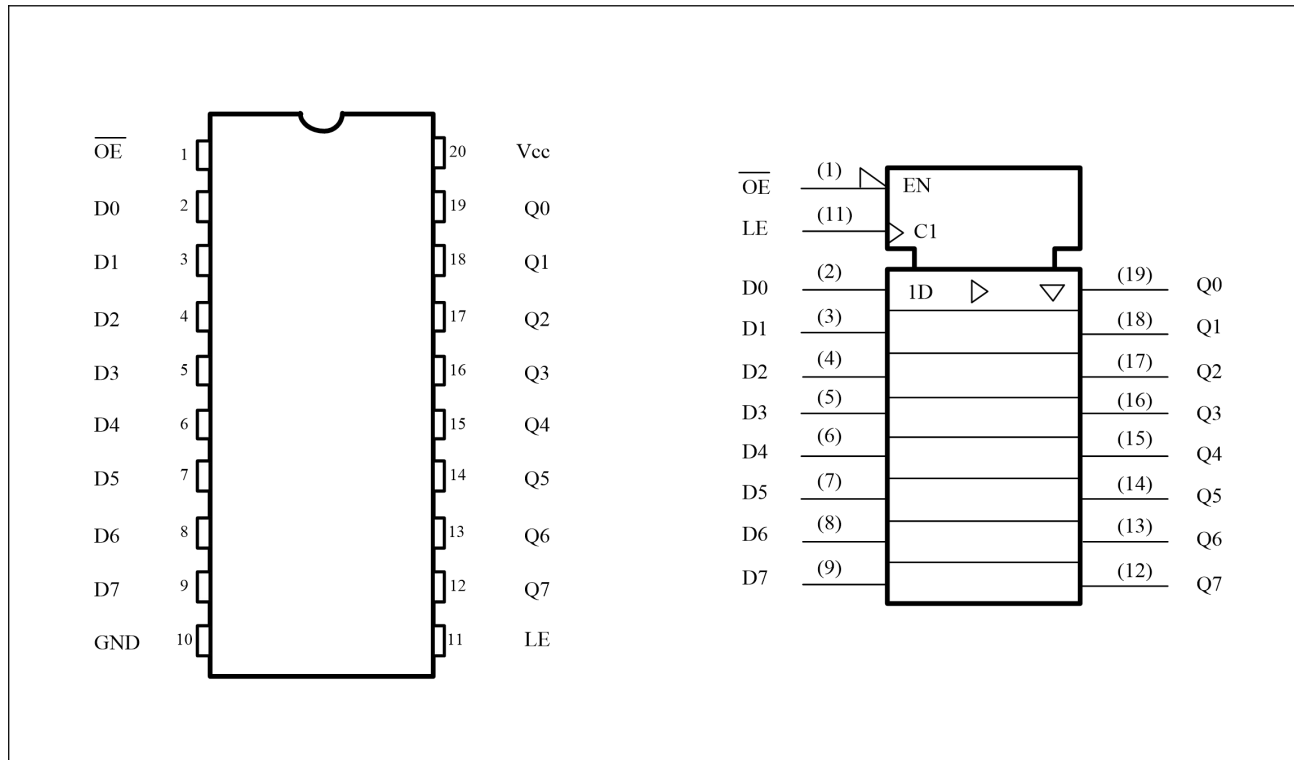 O̅E̅ 1 20 Vcc
D0 2 19 Q0
D1 3 18 Q1
D2 4 17 Q2
D3 5 16 Q3
D4 6 15 Q4
D5 7 14 Q5
D6 8 13 Q6
D7 9 12 Q7
GND 10 11 LE
O̅E̅ (1) EN
LE (11) C1
D0 (2) 1D (19) Q0
D1 (3) (18) Q1
D2 (4) (17) Q2
D3 (5) (16) Q3
D4 (6) (15) Q4
D5 (7) (14) Q5
D6 (8) (13) Q6
D7 (9) (12) Q7